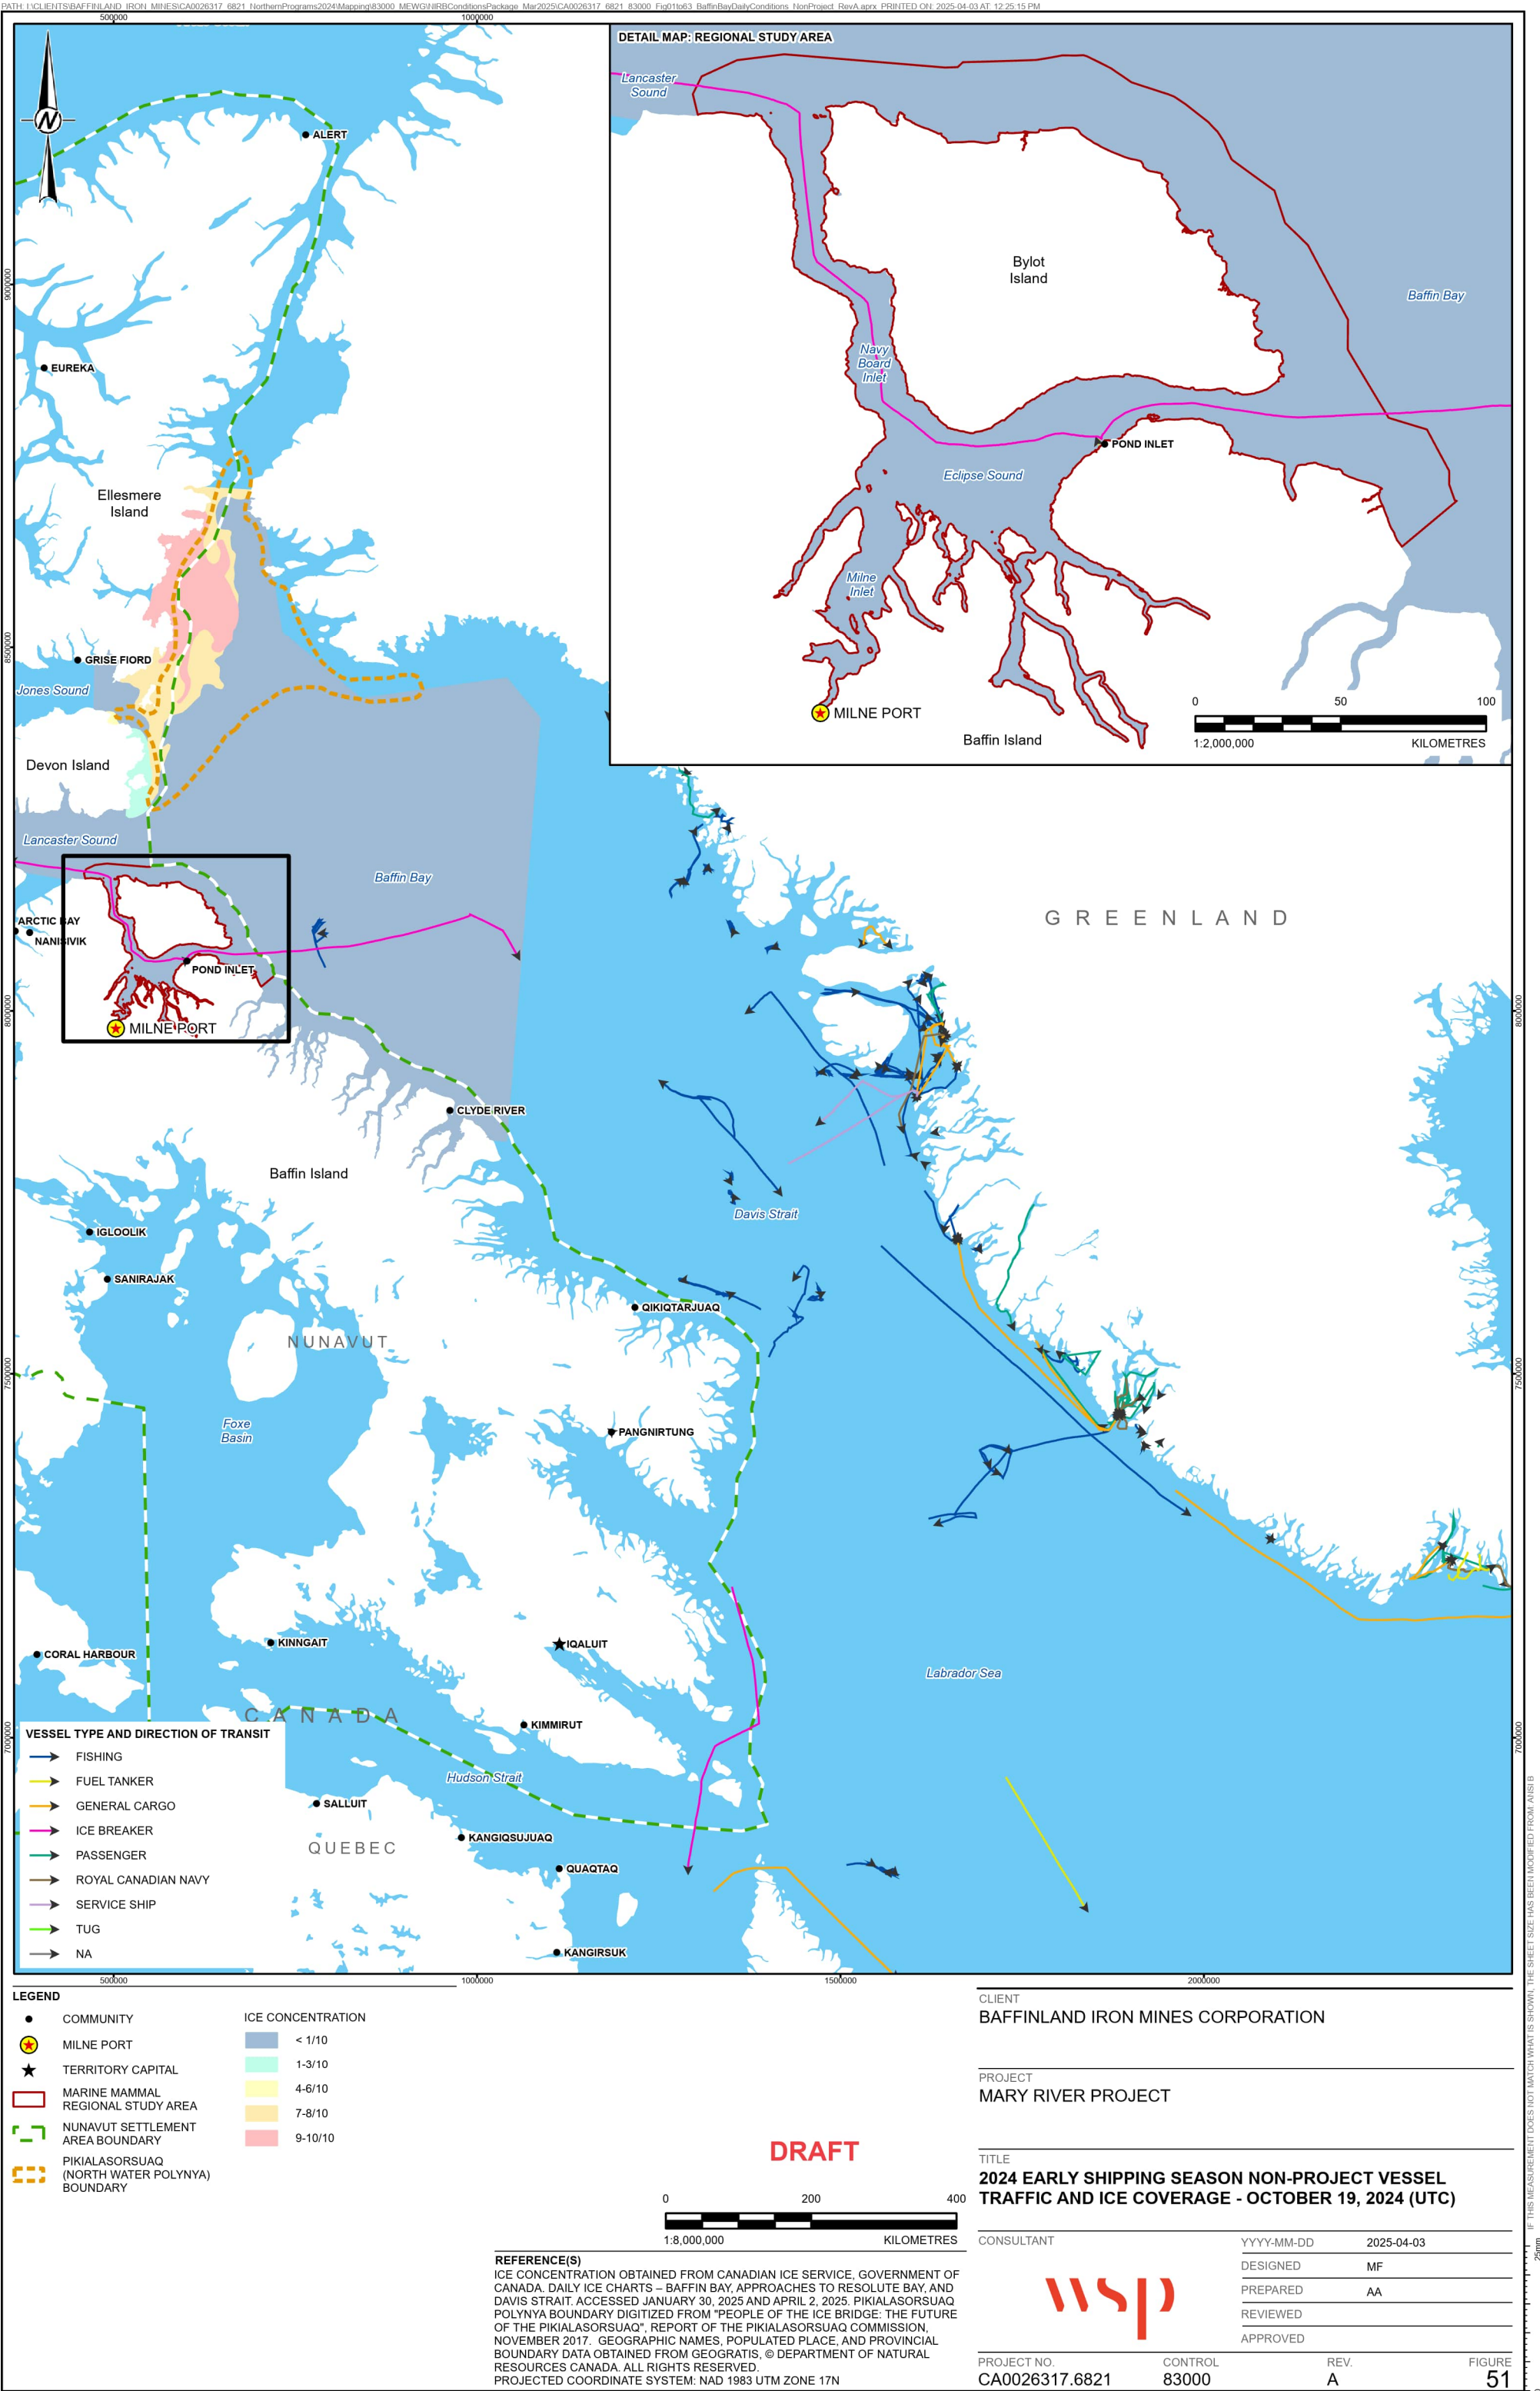 PATH: I:\CLIENTS\BAFFINLAND_IRON_MINES\CA0026317_6821_NorthernPrograms2024\Mapping\83000_MEWG\NIRBConditionsPackage_Mar2025\CA0026317_6821_83000_Fig01to63_BaffinBayDailyConditions_NonProject_RevA.aprx PRINTED ON: 2025-04-03 AT: 12:25:15 PM
500000
1000000
DETAIL MAP: REGIONAL STUDY AREA
N
Lancaster
Sound
ALERT
Bylot
Island
Baffin Bay
9000000
Navy
Board
Inlet
EUREKA
POND INLET
Eclipse Sound
Ellesmere
Island
Milne
Inlet
8500000
GRISE FIORD
Jones Sound
0
50
100
MILNE PORT
Baffin Island
1:2,000,000
KILOMETRES
Devon Island
Lancaster Sound
Baffin Bay
ARCTIC BAY
NANISIVIK
GREENLAND
POND INLET
8000000
8000000
MILNE PORT
CLYDE RIVER
Baffin Island
Davis Strait
IGLOOLIK
SANIRAJAK
QIKIQTARJUAQ
NUNAVUT
7500000
7500000
Foxe
Basin
PANGNIRTUNG
KINNGAIT
IQALUIT
CORAL HARBOUR
Labrador Sea
CANADA
KIMMIRUT
7000000
7000000
Hudson Strait
SALLUIT
KANGIQSUJUAQ
QUEBEC
QUAQTAQ
KANGIRSUK
VESSEL TYPE AND DIRECTION OF TRANSIT
FISHING
FUEL TANKER
GENERAL CARGO
ICE BREAKER
PASSENGER
ROYAL CANADIAN NAVY
SERVICE SHIP
TUG
NA
500000
1000000
1500000
2000000
LEGEND
COMMUNITY
MILNE PORT
TERRITORY CAPITAL
MARINE MAMMAL
REGIONAL STUDY AREA
NUNAVUT SETTLEMENT
AREA BOUNDARY
PIKIALASORSUAQ
(NORTH WATER POLYNYA)
BOUNDARY
ICE CONCENTRATION
< 1/10
1-3/10
4-6/10
7-8/10
9-10/10
DRAFT
0
200
400
1:8,000,000
KILOMETRES
REFERENCE(S)
ICE CONCENTRATION OBTAINED FROM CANADIAN ICE SERVICE, GOVERNMENT OF
CANADA. DAILY ICE CHARTS – BAFFIN BAY, APPROACHES TO RESOLUTE BAY, AND
DAVIS STRAIT. ACCESSED JANUARY 30, 2025 AND APRIL 2, 2025. PIKIALASORSUAQ
POLYNYA BOUNDARY DIGITIZED FROM "PEOPLE OF THE ICE BRIDGE: THE FUTURE
OF THE PIKIALASORSUAQ", REPORT OF THE PIKIALASORSUAQ COMMISSION,
NOVEMBER 2017. GEOGRAPHIC NAMES, POPULATED PLACE, AND PROVINCIAL
BOUNDARY DATA OBTAINED FROM GEOGRATIS, © DEPARTMENT OF NATURAL
RESOURCES CANADA. ALL RIGHTS RESERVED.
PROJECTED COORDINATE SYSTEM: NAD 1983 UTM ZONE 17N
CLIENT
BAFFINLAND IRON MINES CORPORATION
PROJECT
MARY RIVER PROJECT
TITLE
2024 EARLY SHIPPING SEASON NON-PROJECT VESSEL
TRAFFIC AND ICE COVERAGE - OCTOBER 19, 2024 (UTC)
CONSULTANT
wsp
YYYY-MM-DD 2025-04-03
DESIGNED MF
PREPARED AA
REVIEWED
APPROVED
PROJECT NO. CONTROL REV. FIGURE
CA0026317.6821 83000 A 51
IF THIS MEASUREMENT DOES NOT MATCH WHAT IS SHOWN, THE SHEET SIZE HAS BEEN MODIFIED FROM: ANSI B
25mm